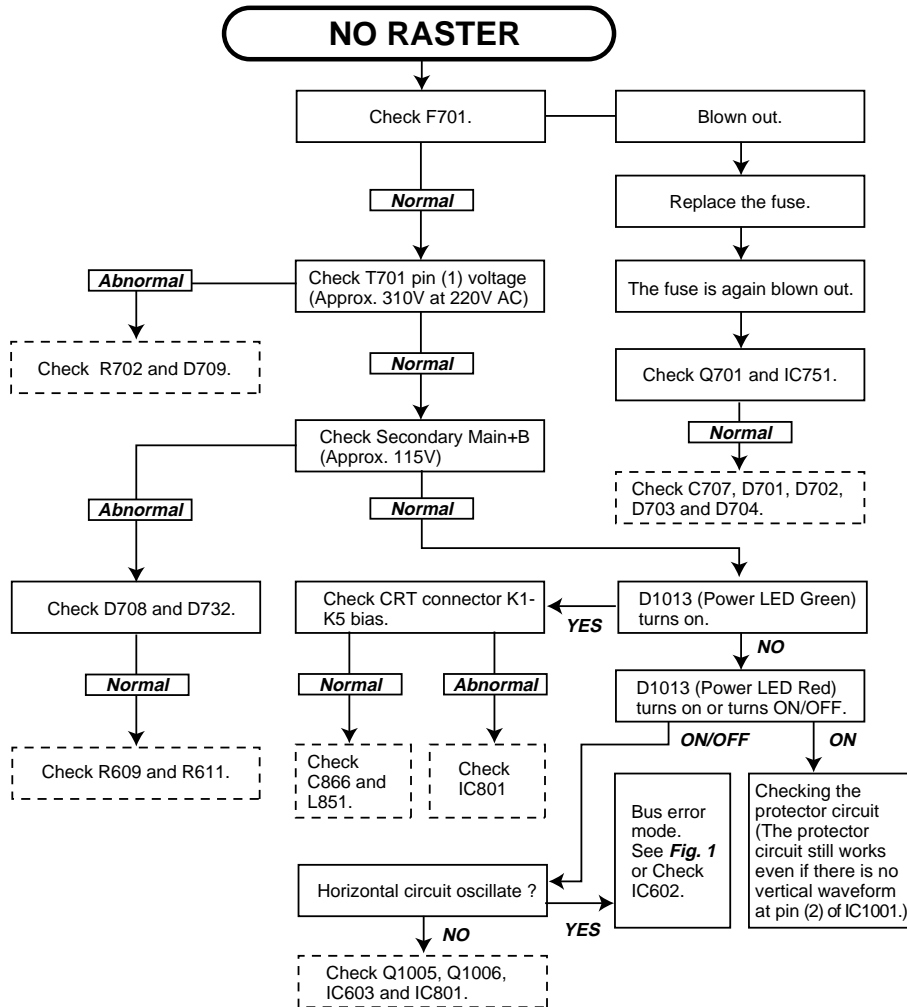 NO RASTER
Check F701.
Blown out.
Normal
Replace the fuse.
Abnormal
Check T701 pin (1) voltage
(Approx. 310V at 220V AC)
The fuse is again blown out.
Check  R702 and D709.
Normal
Check Q701 and IC751.
Check Secondary Main+B
(Approx. 115V)
Normal
Check C707, D701, D702,
D703 and D704.
Abnormal
Normal
Check D708 and D732.
Check CRT connector K1-
K5 bias.
YES
D1013 (Power LED Green)
turns on.
NO
Normal
Normal
Abnormal
D1013 (Power LED Red)
turns on or turns ON/OFF.
ON/OFF
ON
Check R609 and R611.
Check
C866 and
L851.
Check
IC801
Bus error
mode.
See Fig. 1
or Check
IC602.
Checking the
protector circuit
(The protector
circuit still works
even if there is no
vertical waveform
at pin (2) of IC1001.)
Horizontal circuit oscillate ?
YES
NO
Check Q1005, Q1006,
IC603 and IC801.